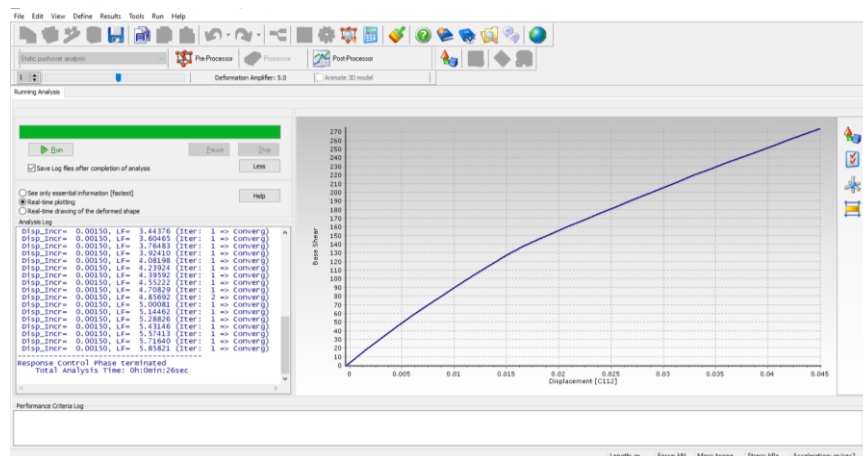 File Edit View Define Results Tools Run Help
Static pushover analysis Pre-Processor Processor Post-Processor
1 Deformation Amplifier: 5.0 Animate 3D model
Running Analysis
Run Pause Stop
Save Log files after completion of analysis Less
See only essential information [fastest] Help
Real-time plotting
Real-time drawing of the deformed shape
Analysis Log
Disp_Incr= 0.00150, LF= 3.44376 (Iter: 1 => Converg)
Disp_Incr= 0.00150, LF= 3.60465 (Iter: 1 => Converg)
Disp_Incr= 0.00150, LF= 3.76483 (Iter: 1 => Converg)
Disp_Incr= 0.00150, LF= 3.92410 (Iter: 1 => Converg)
Disp_Incr= 0.00150, LF= 4.08198 (Iter: 1 => Converg)
Disp_Incr= 0.00150, LF= 4.23924 (Iter: 1 => Converg)
Disp_Incr= 0.00150, LF= 4.39592 (Iter: 1 => Converg)
Disp_Incr= 0.00150, LF= 4.55222 (Iter: 1 => Converg)
Disp_Incr= 0.00150, LF= 4.70829 (Iter: 1 => Converg)
Disp_Incr= 0.00150, LF= 4.85692 (Iter: 2 => Converg)
Disp_Incr= 0.00150, LF= 5.00081 (Iter: 1 => Converg)
Disp_Incr= 0.00150, LF= 5.14462 (Iter: 1 => Converg)
Disp_Incr= 0.00150, LF= 5.28826 (Iter: 1 => Converg)
Disp_Incr= 0.00150, LF= 5.43146 (Iter: 1 => Converg)
Disp_Incr= 0.00150, LF= 5.57413 (Iter: 1 => Converg)
Disp_Incr= 0.00150, LF= 5.71640 (Iter: 1 => Converg)
Disp_Incr= 0.00150, LF= 5.85821 (Iter: 1 => Converg)
Response Control Phase terminated
Total Analysis Time: 0h:0min:26sec
270
260
250
240
230
220
210
200
190
180
170
160
150
140
130
120
110
100
90
80
70
60
50
40
30
20
10
0
Base Shear
0 0.005 0.01 0.015 0.02 0.025 0.03 0.035 0.04 0.045
Displacement [C112]
Performance Criteria Log